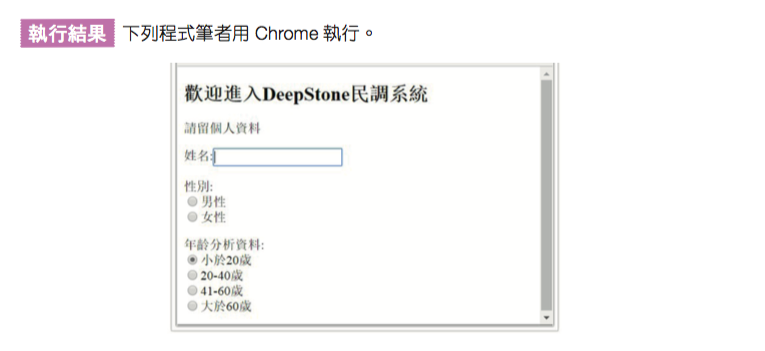 執行結果 下列程式筆者用 Chrome 執行。
歡迎進入DeepStone民調系統
請留個人資料
姓名:
性別:
男性
女性
年齡分析資料:
小於20歲
20-40歲
41-60歲
大於60歲